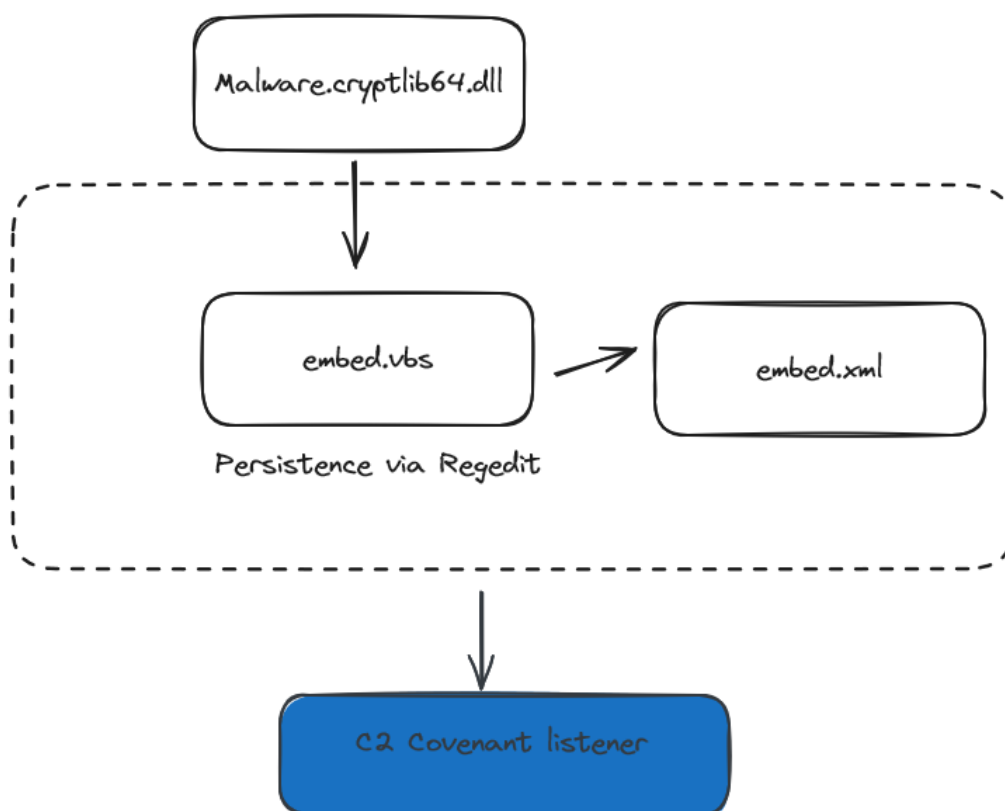 Malware.cryptlib64.dll
embed.vbs
embed.xml
Persistence via Regedit
C2 Covenant listener